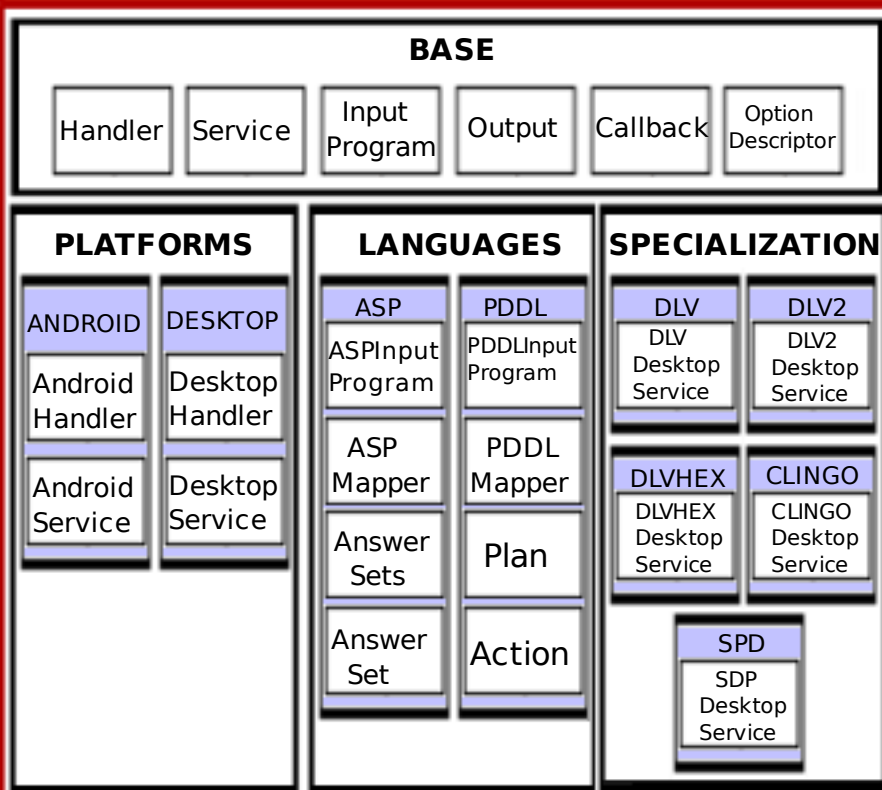 BASE
Handler
Service
Input
Program
Output
Callback
Option
Descriptor
PLATFORMS
ANDROID
Android
Handler
Android
Service
DESKTOP
Desktop
Handler
Desktop
Service
LANGUAGES
ASP
ASPInput
Program
ASP
Mapper
Answer
Sets
Answer
Set
PDDL
PDDLInput
Program
PDDL
Mapper
Plan
Action
SPECIALIZATION
DLV
DLV
Desktop
Service
DLV2
DLV2
Desktop
Service
DLVHEX
DLVHEX
Desktop
Service
CLINGO
CLINGO
Desktop
Service
SPD
SDP
Desktop
Service